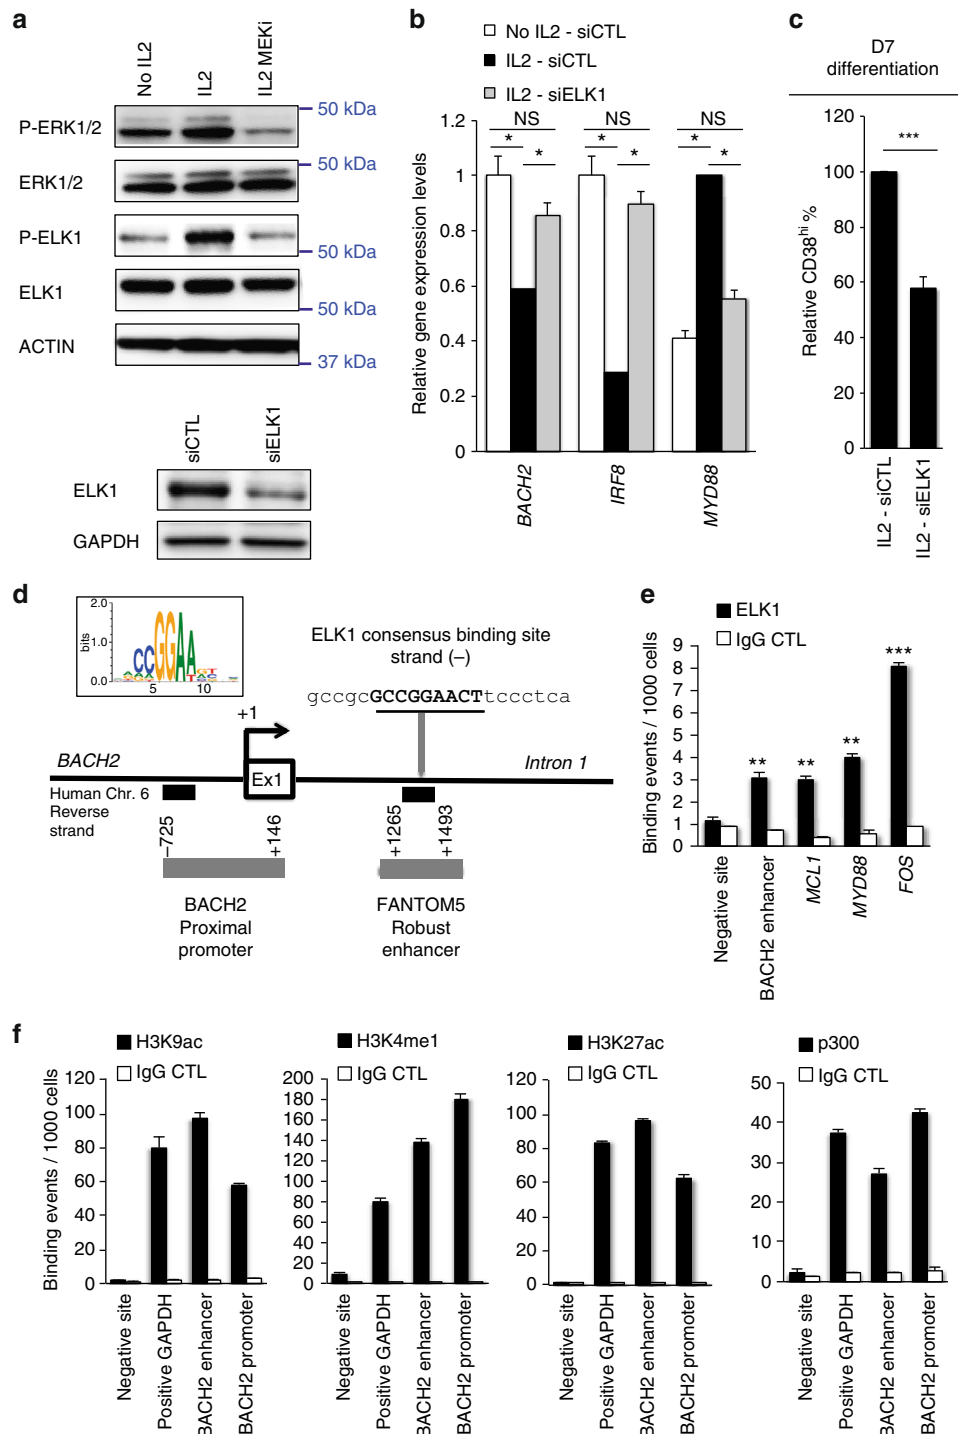 a
No IL2
IL2
IL2 MEKi
P-ERK1/2
50 kDa
ERK1/2
50 kDa
P-ELK1
50 kDa
ELK1
50 kDa
ACTIN
37 kDa
siCTL
siELK1
ELK1
GAPDH
b
No IL2 - siCTL
IL2 - siCTL
IL2 - siELK1
NS
NS
NS
*
*
*
*
*
*
Relative gene expression levels
1.2
1
0.8
0.6
0.4
0.2
0
BACH2
IRF8
MYD88
c
D7
differentiation
***
Relative CD38hi %
120
100
80
60
40
20
0
IL2 - siCTL
IL2 - siELK1
d
bits
2.0
1.0
0.0
CCGGAA
5
10
ELK1 consensus binding site
strand (–)
gccgcGCCGGAACTtccctca
+1
BACH2
Ex1
Intron 1
Human Chr. 6
Reverse
strand
–725
+146
+1265
+1493
BACH2
Proximal
promoter
FANTOM5
Robust
enhancer
e
ELK1
IgG CTL
Binding events / 1000 cells
9
8
7
6
5
4
3
2
1
0
**
**
**
***
Negative site
BACH2 enhancer
MCL1
MYD88
FOS
f
H3K9ac
IgG CTL
Binding events / 1000 cells
120
100
80
60
40
20
0
Negative site
Positive GAPDH
BACH2 enhancer
BACH2 promoter
H3K4me1
IgG CTL
200
180
160
140
120
100
80
60
40
20
0
Negative site
Positive GAPDH
BACH2 enhancer
BACH2 promoter
H3K27ac
IgG CTL
120
100
80
60
40
20
0
Negative site
Positive GAPDH
BACH2 enhancer
BACH2 promoter
p300
IgG CTL
50
40
30
20
10
0
Negative site
Positive GAPDH
BACH2 enhancer
BACH2 promoter